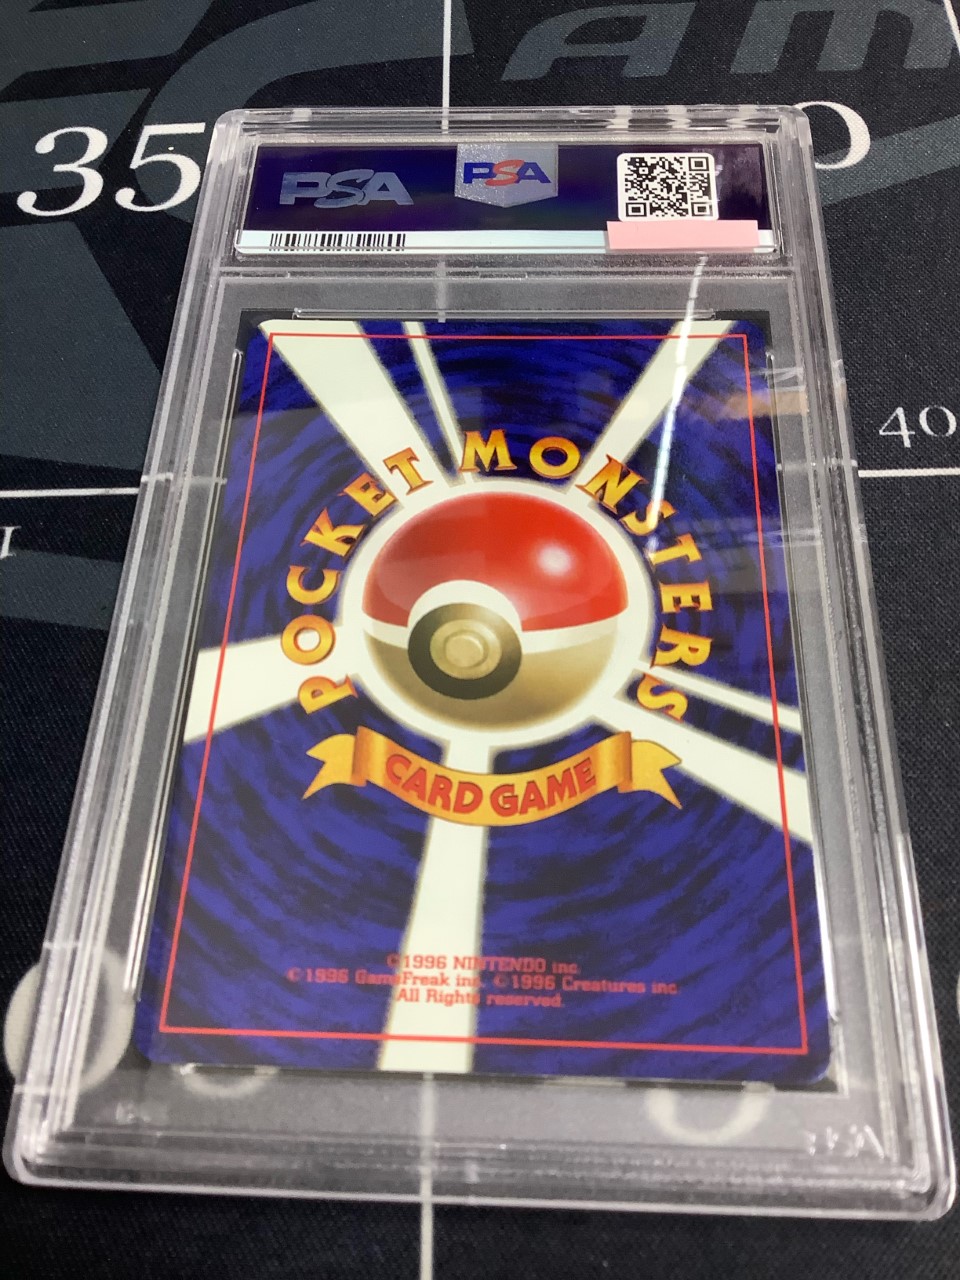 AM
35
PSA
PSA
40
POCKET MONSTERS
CARD GAME
©1996 NINTENDO inc.
©1996 GameFreak inc. ©1996 Creatures inc.
All Rights reserved.